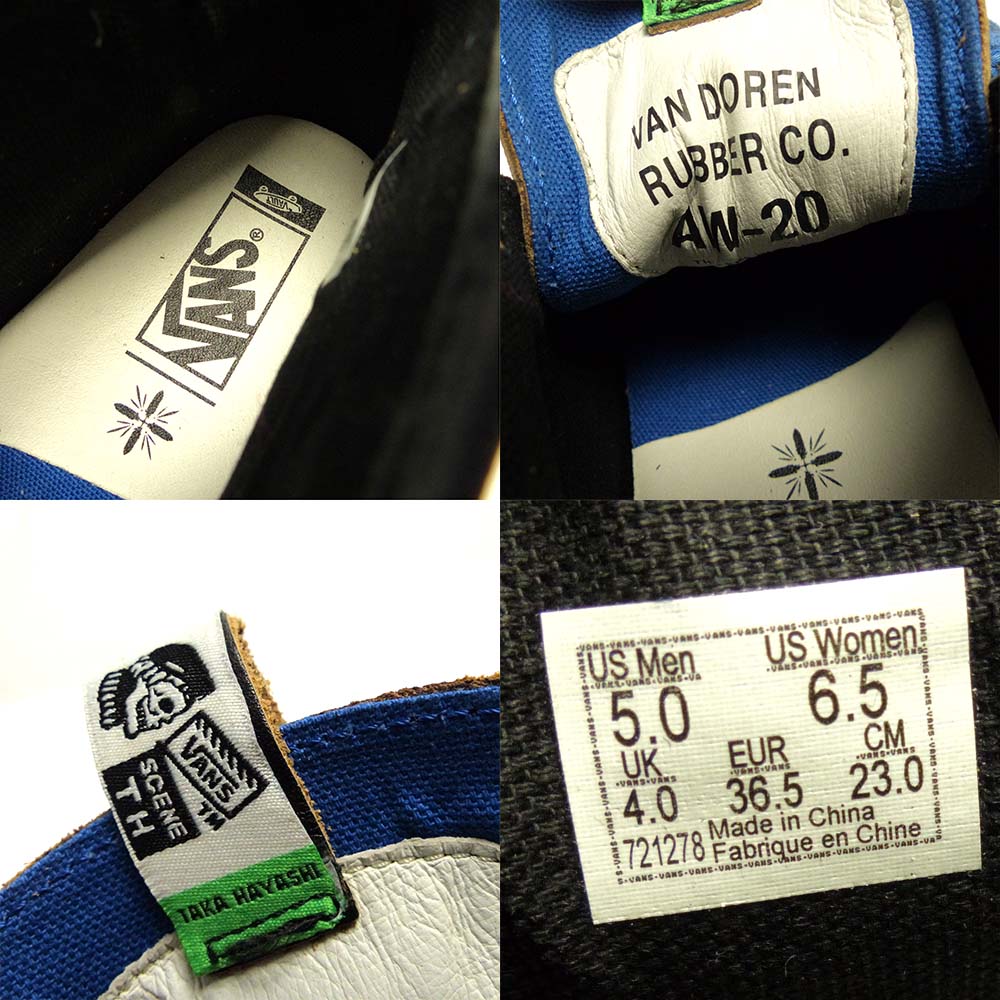 VAULT
VANS®
VAN DOREN
RUBBER CO.
AW-20
VANS
SCENE
TH
TAKA HAYASHI
US Men
US Women
5.0
6.5
UK
EUR
CM
4.0
36.5
23.0
721278
Made in China
Fabrique en Chine